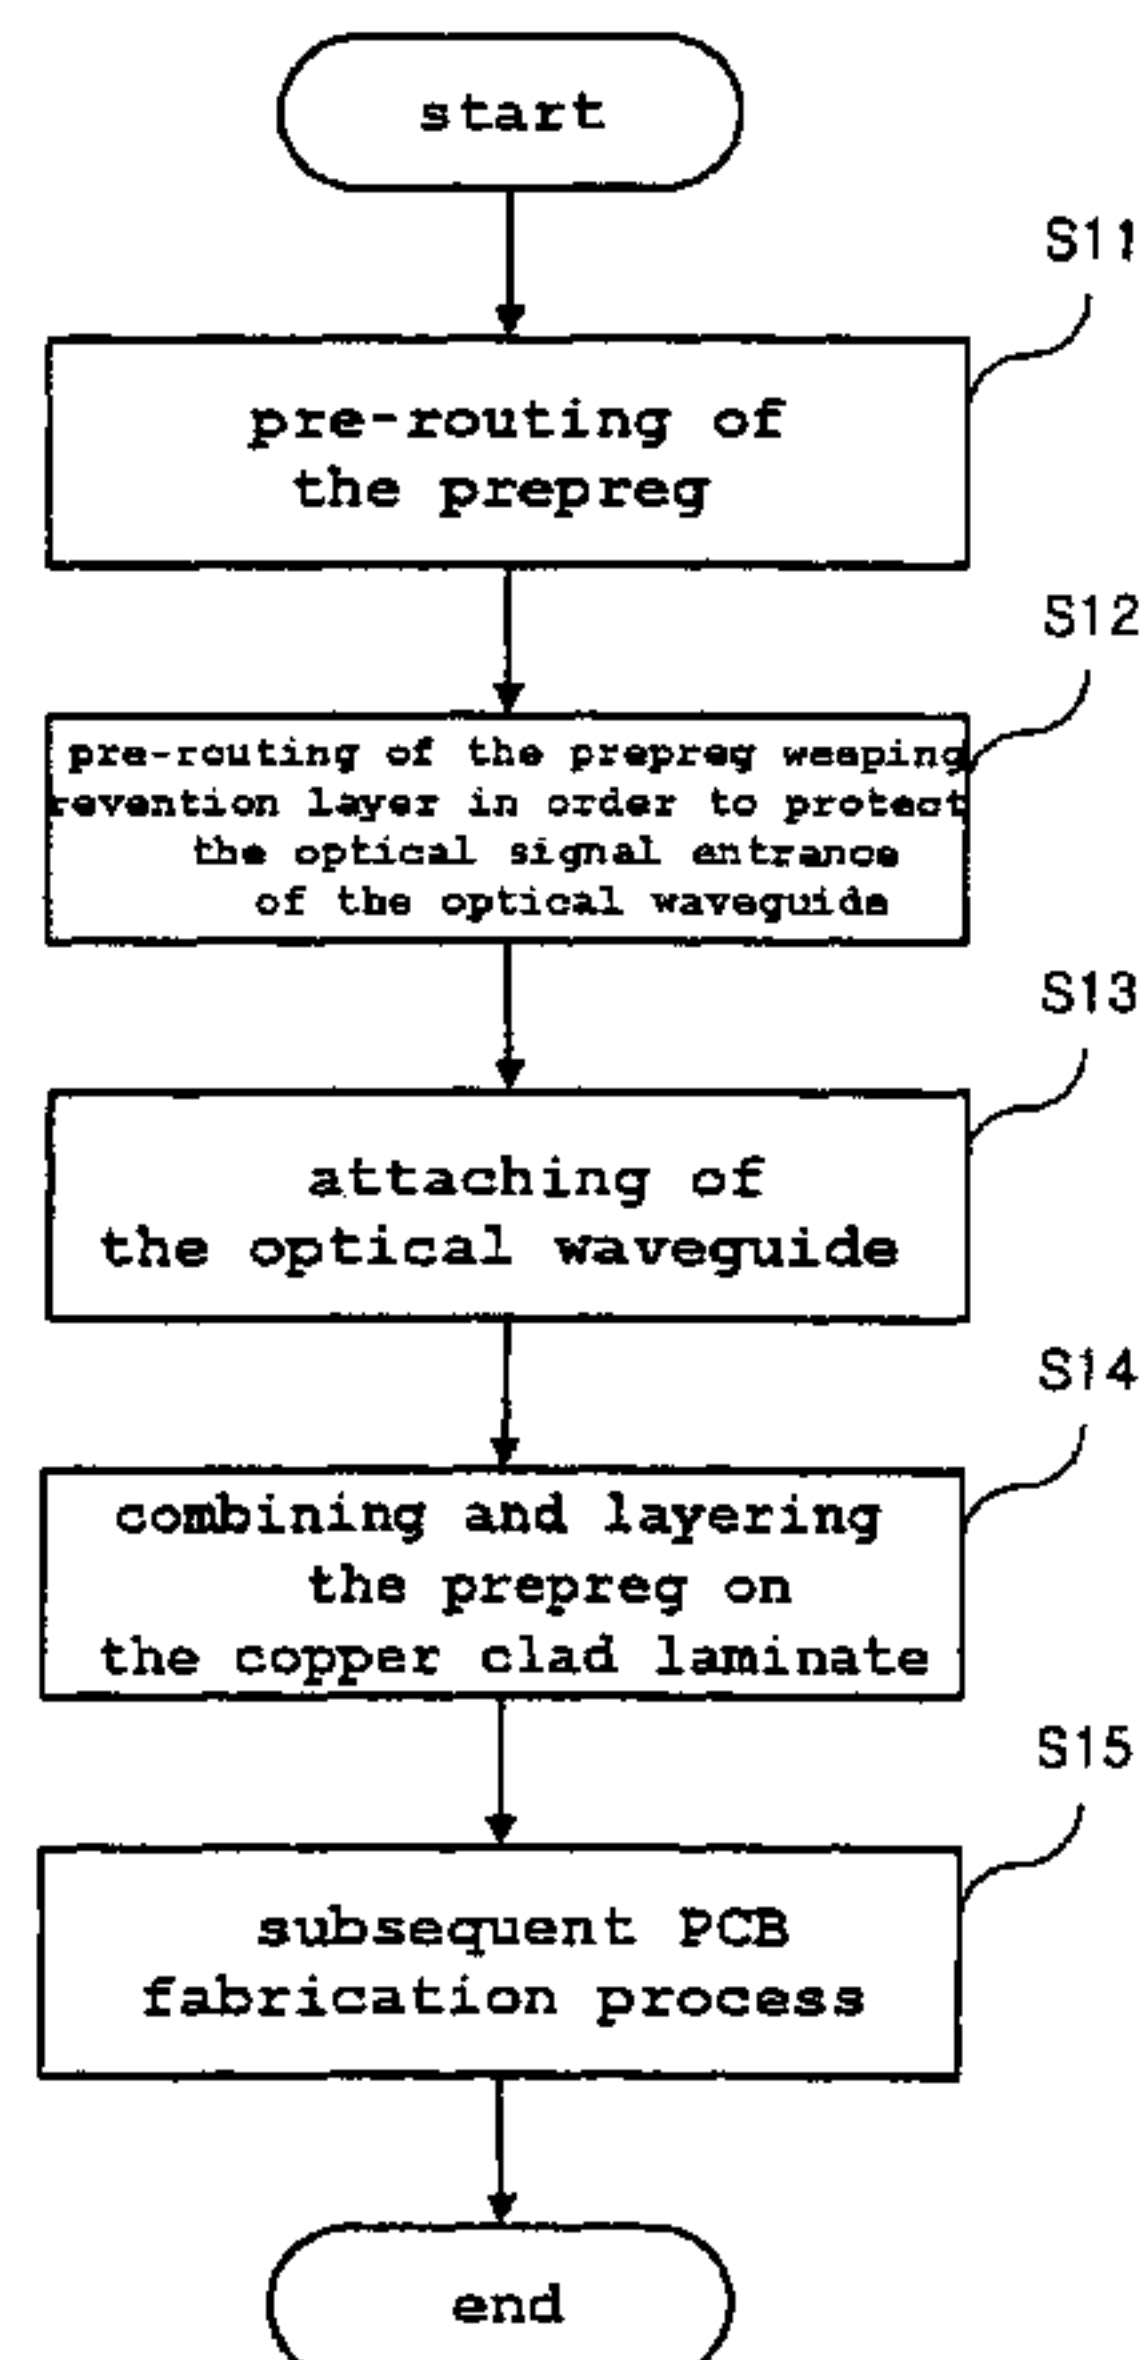 start
S11
pre-routing of
the prepreg
S12
pre-routing of the prepreg weeping
revention layer in order to protect
the optical signal entrance
of the optical waveguide
S13
attaching of
the optical waveguide
S14
combining and layering
the prepreg on
the copper clad laminate
S15
subsequent PCB
fabrication process
end